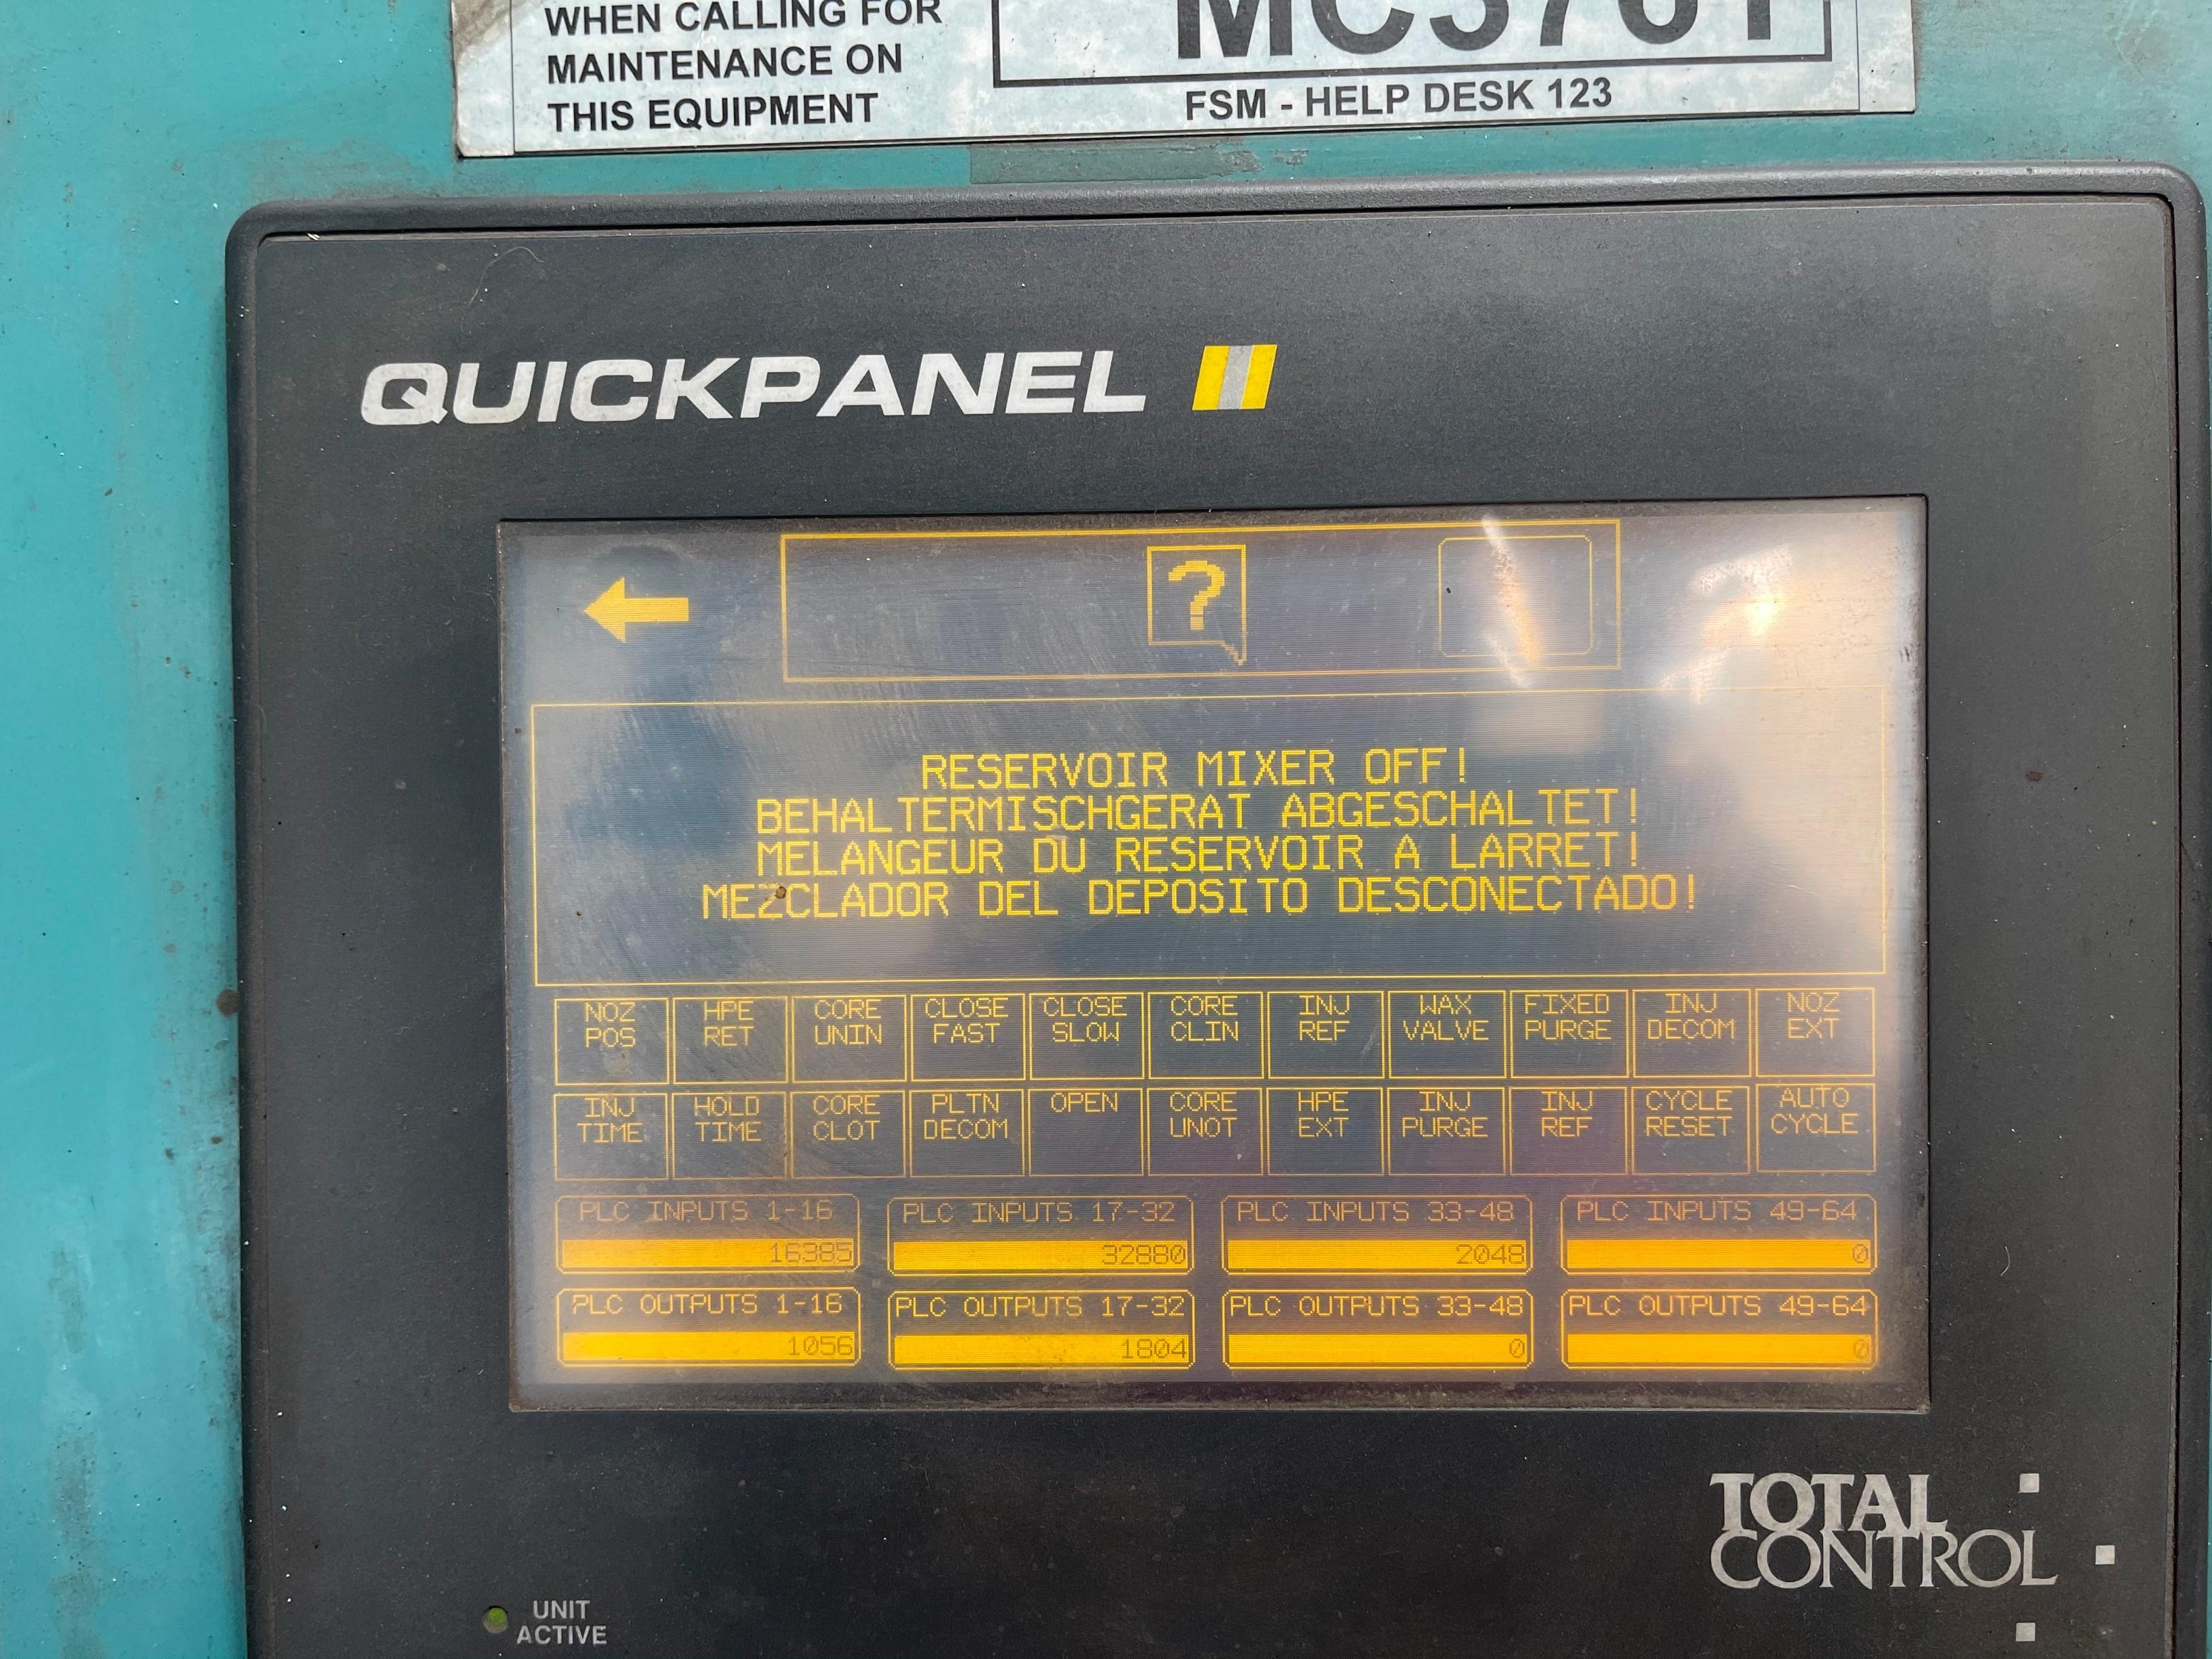 WHEN CALLING FOR
MAINTENANCE ON
THIS EQUIPMENT
FSM - HELP DESK 123
QUICKPANEL
?
RESERVOIR MIXER OFF!
BEHALTERMISCHGERAT ABGESCHALTET!
MELANGEUR DU RESERVOIR A LARRET!
MEZCLADOR DEL DEPOSITO DESCONECTADO!
NOZ POS
HPE RET
CORE UNIN
CLOSE FAST
CLOSE SLOW
CORE CLIN
INJ REF
WAX VALVE
FIXED PURGE
INJ DECOM
NOZ EXT
INJ TIME
HOLD TIME
CORE CLOT
PLTN DECOM
OPEN
CORE UNOT
HPE EXT
INJ PURGE
INJ REF
CYCLE RESET
AUTO CYCLE
PLC INPUTS 1-16
16385
PLC INPUTS 17-32
32880
PLC INPUTS 33-48
2048
PLC INPUTS 49-64
0
PLC OUTPUTS 1-16
1056
PLC OUTPUTS 17-32
1804
PLC OUTPUTS 33-48
0
PLC OUTPUTS 49-64
0
TOTAL
CONTROL
UNIT
ACTIVE